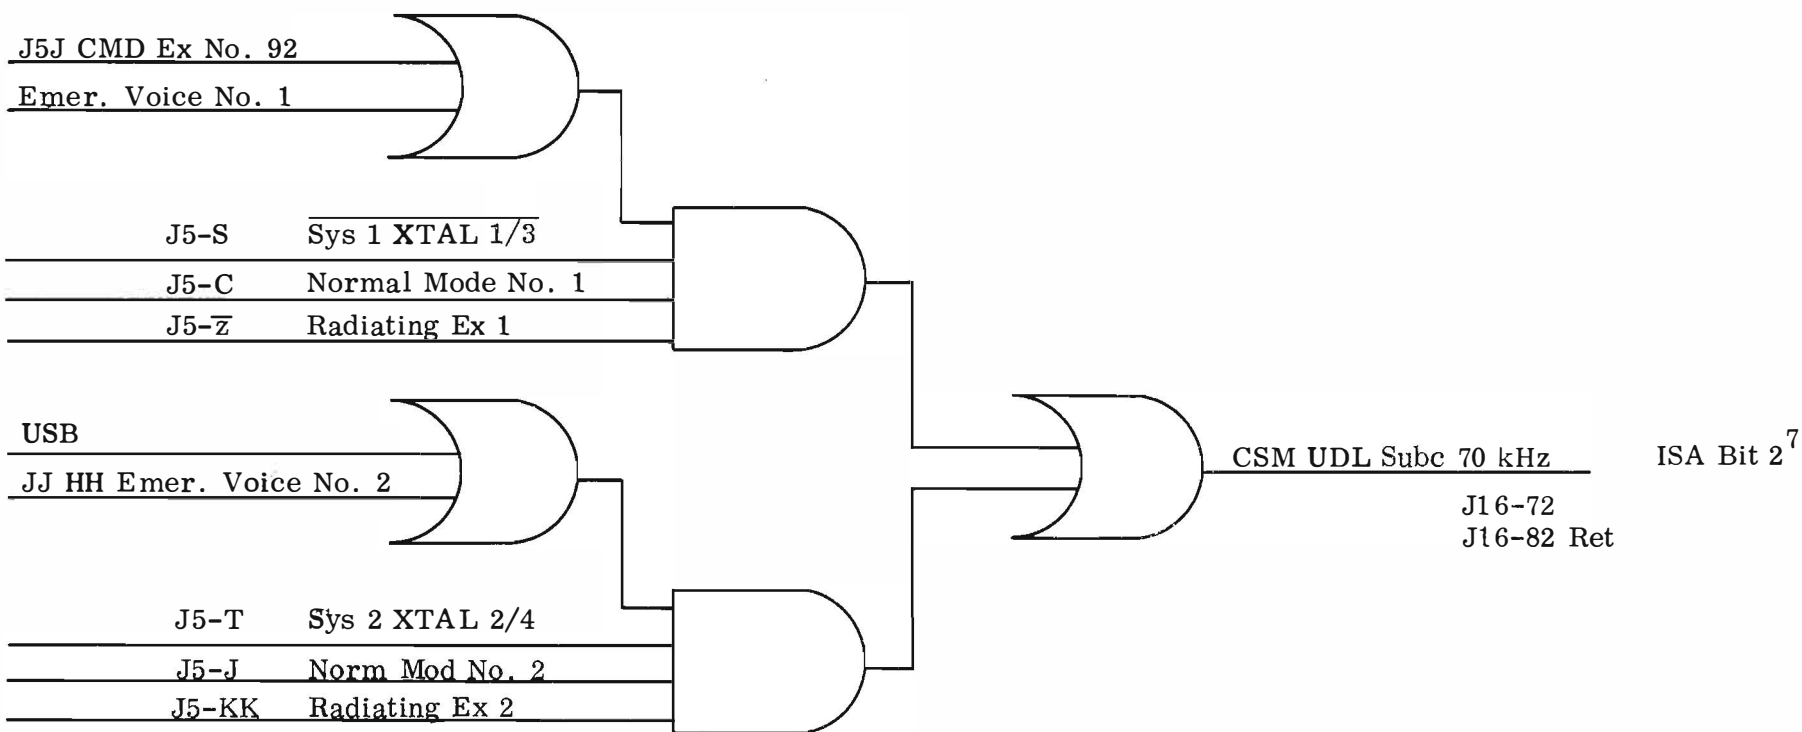 J5J CMD Ex No. 92
Emer. Voice No. 1
J5-S Sys 1 XTAL 1/3
J5-C Normal Mode No. 1
J5-z̅ Radiating Ex 1
USB
JJ HH Emer. Voice No. 2
CSM UDL Subc 70 kHz ISA Bit 2⁷
J16-72
J16-82 Ret
J5-T Sys 2 XTAL 2/4
J5-J Norm Mod No. 2
J5-KK Radiating Ex 2